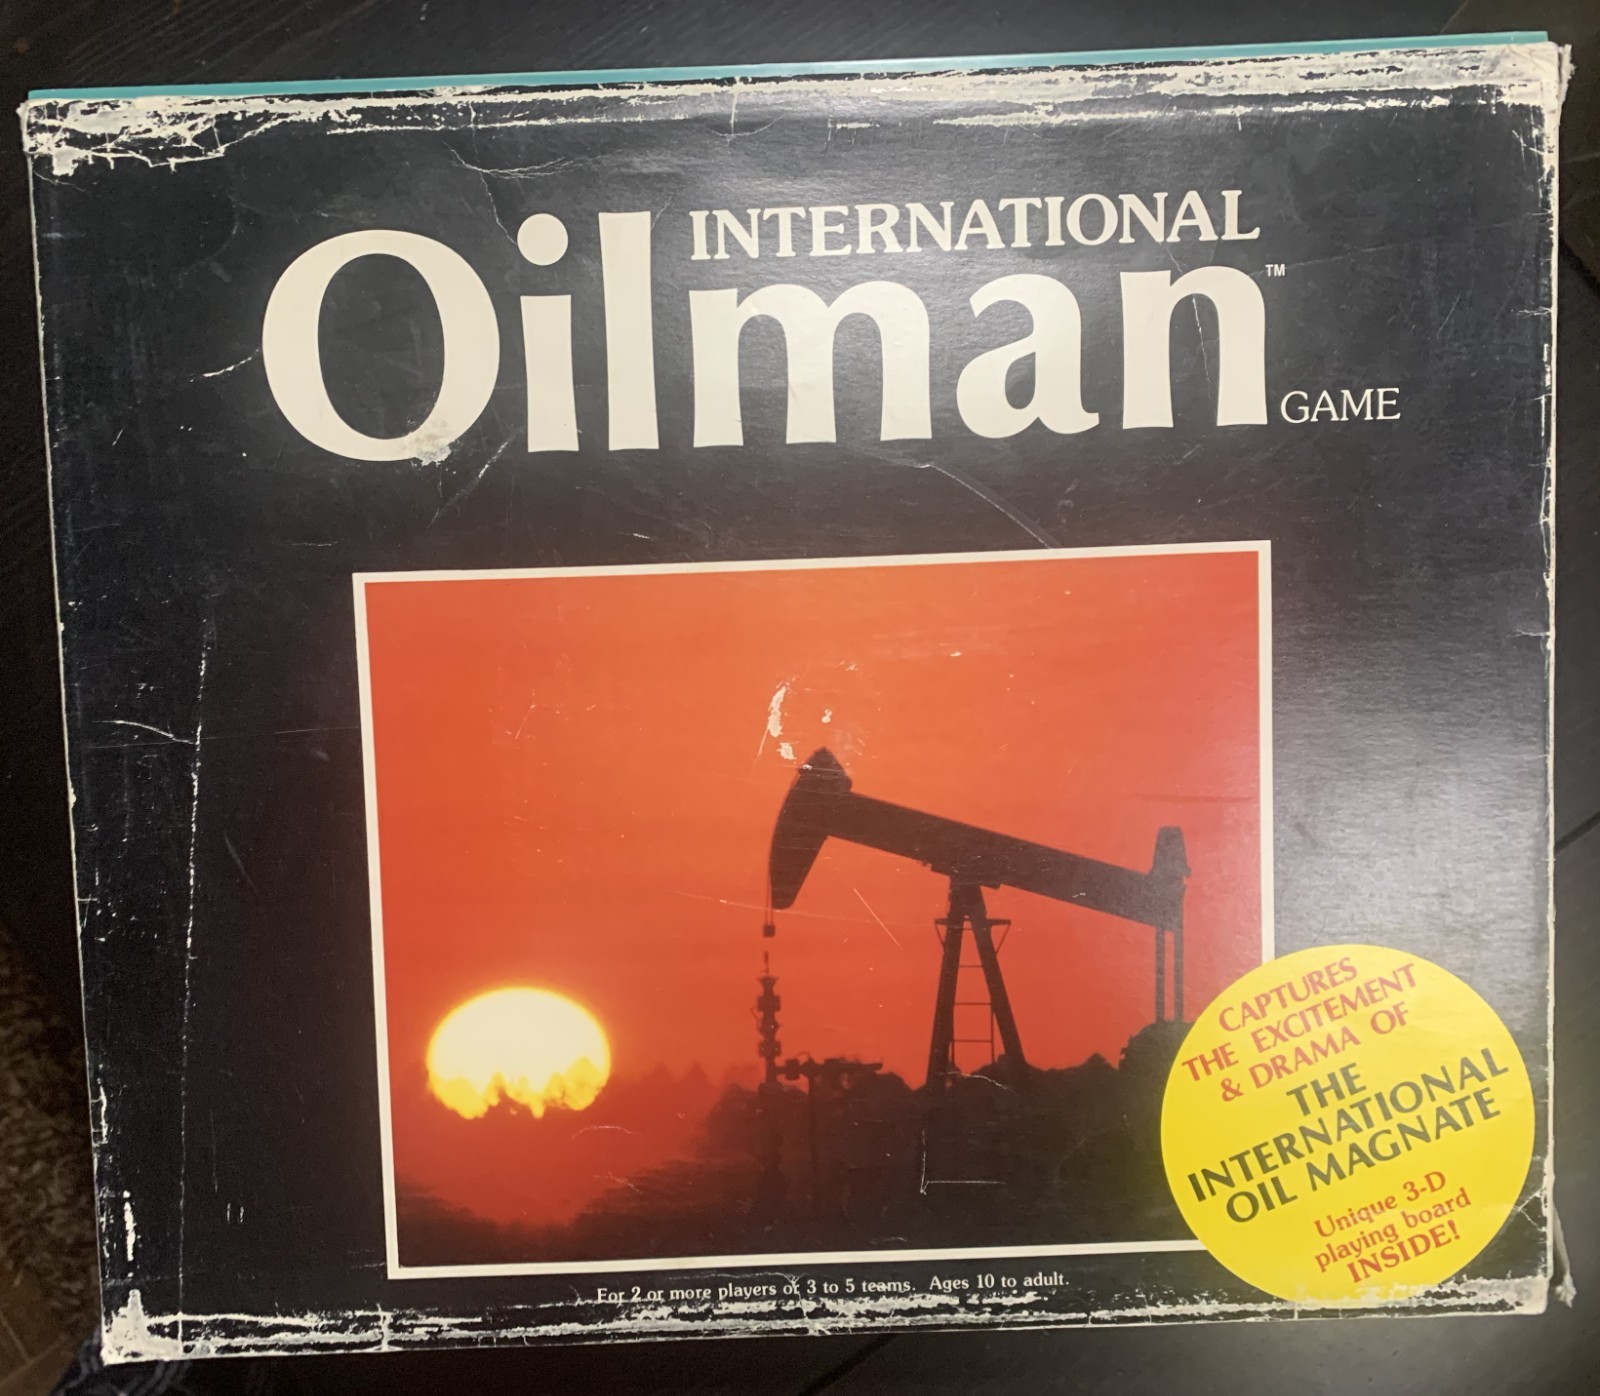 INTERNATIONAL
Oilman™
GAME
CAPTURES
THE EXCITEMENT
& DRAMA OF
THE
INTERNATIONAL
OIL MAGNATE
Unique 3-D
playing board
INSIDE!
For 2 or more players or 3 to 5 teams. Ages 10 to adult.